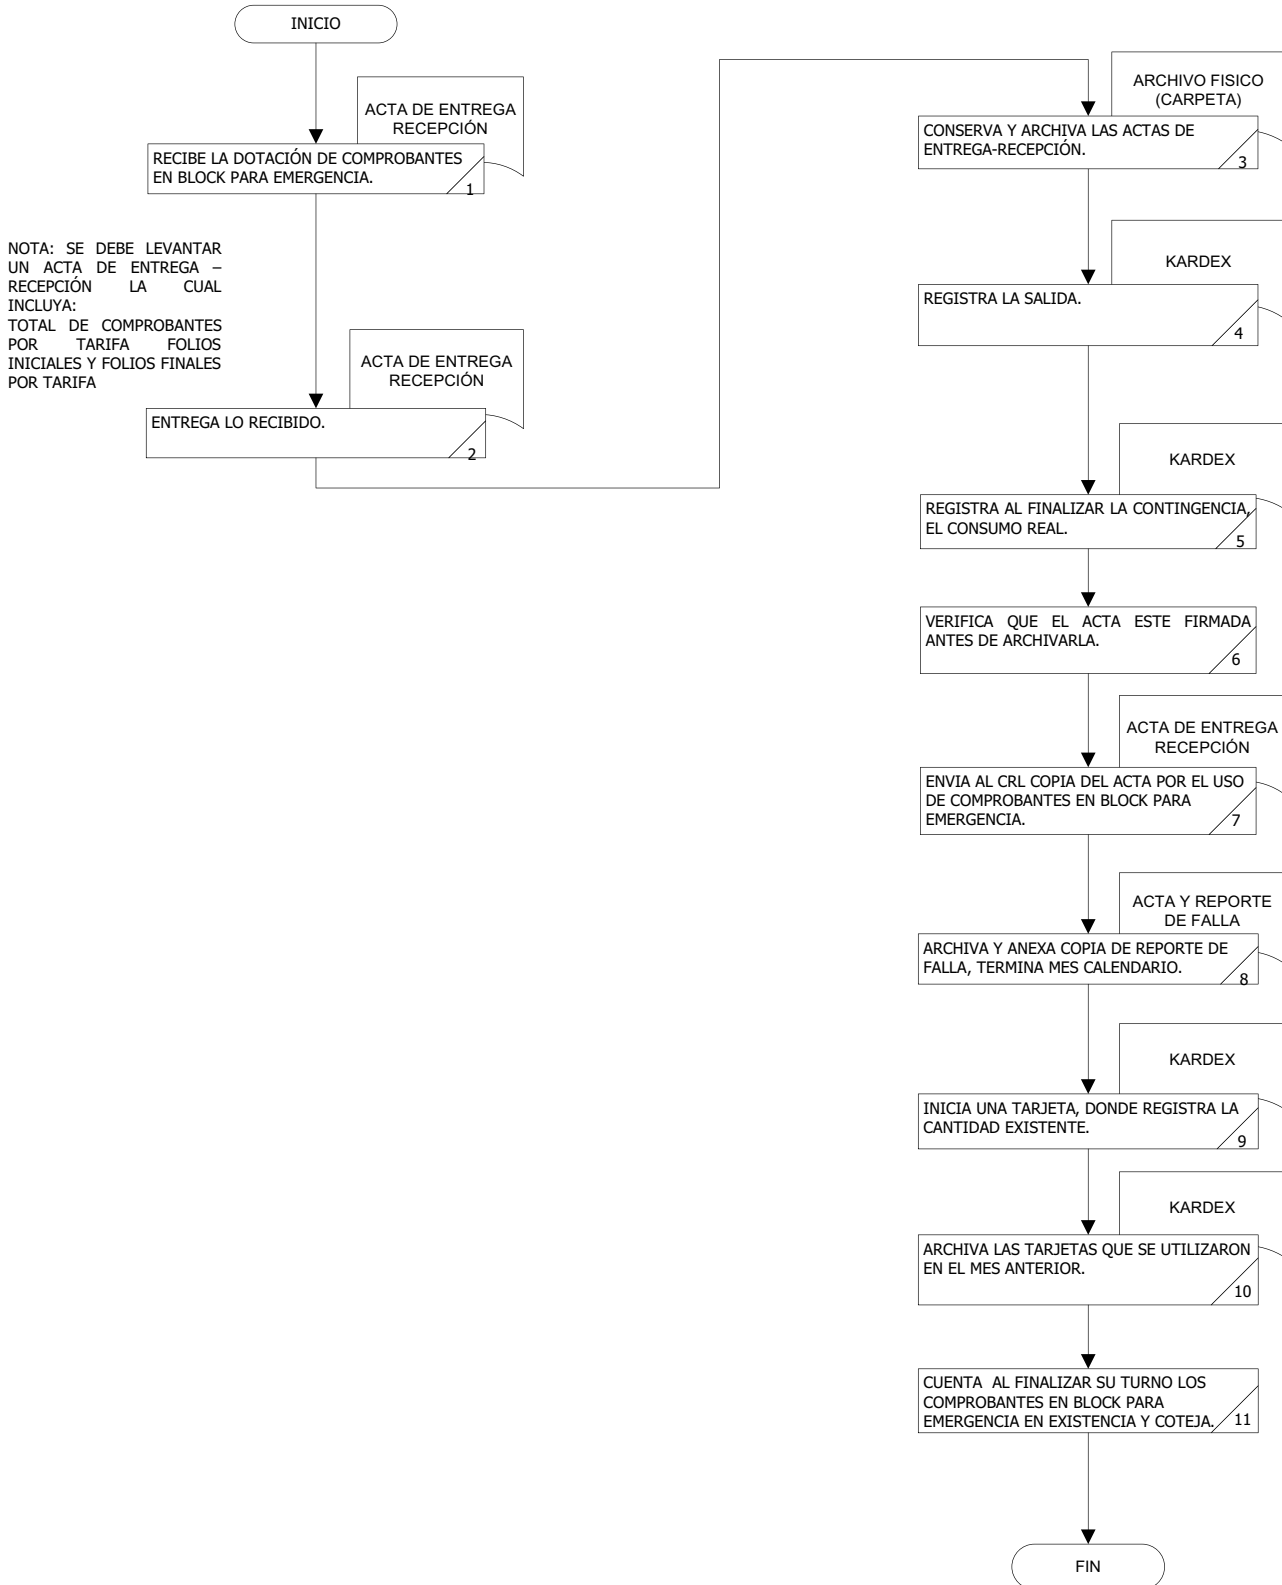 INICIO
ACTA DE ENTREGA
RECEPCIÓN
RECIBE LA DOTACIÓN DE COMPROBANTES
EN BLOCK PARA EMERGENCIA.
1
NOTA: SE DEBE LEVANTAR
UN ACTA DE ENTREGA –
RECEPCIÓN LA CUAL
INCLUYA:
TOTAL DE COMPROBANTES
POR TARIFA FOLIOS
INICIALES Y FOLIOS FINALES
POR TARIFA
ACTA DE ENTREGA
RECEPCIÓN
ENTREGA LO RECIBIDO.
2
ARCHIVO FISICO
(CARPETA)
CONSERVA Y ARCHIVA LAS ACTAS DE
ENTREGA-RECEPCIÓN.
3
KARDEX
REGISTRA LA SALIDA.
4
KARDEX
REGISTRA AL FINALIZAR LA CONTINGENCIA,
EL CONSUMO REAL.
5
VERIFICA QUE EL ACTA ESTE FIRMADA
ANTES DE ARCHIVARLA.
6
ACTA DE ENTREGA
RECEPCIÓN
ENVIA AL CRL COPIA DEL ACTA POR EL USO
DE COMPROBANTES EN BLOCK PARA
EMERGENCIA.
7
ACTA Y REPORTE
DE FALLA
ARCHIVA Y ANEXA COPIA DE REPORTE DE
FALLA, TERMINA MES CALENDARIO.
8
KARDEX
INICIA UNA TARJETA, DONDE REGISTRA LA
CANTIDAD EXISTENTE.
9
KARDEX
ARCHIVA LAS TARJETAS QUE SE UTILIZARON
EN EL MES ANTERIOR.
10
CUENTA AL FINALIZAR SU TURNO LOS
COMPROBANTES EN BLOCK PARA
EMERGENCIA EN EXISTENCIA Y COTEJA.
11
FIN